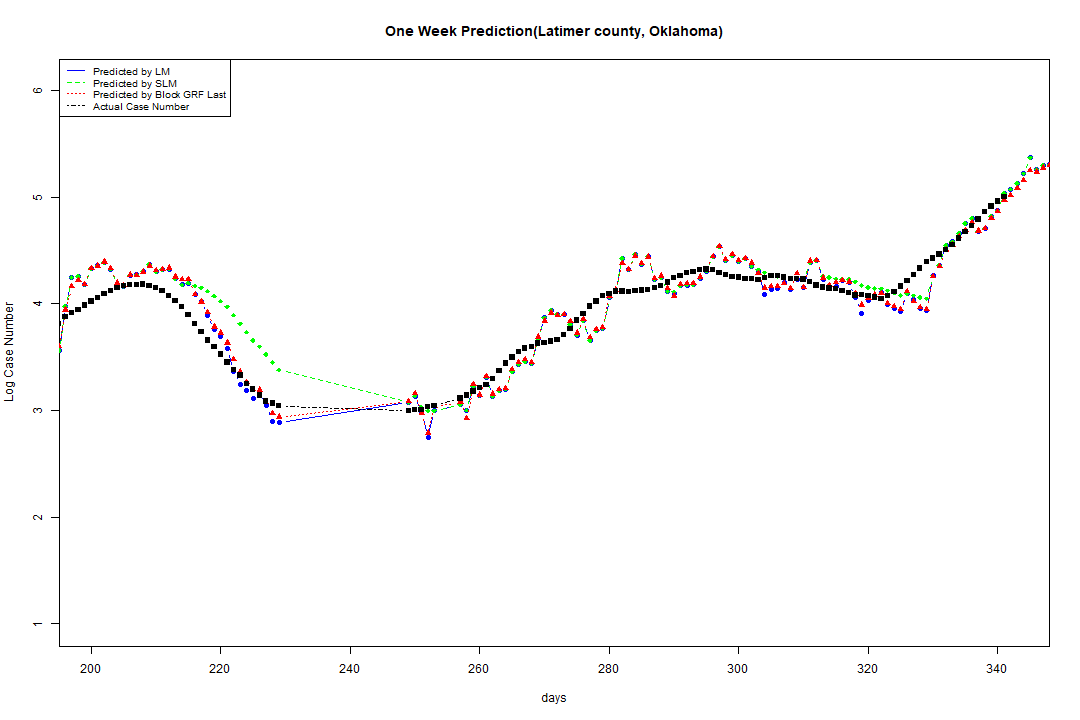 One Week Prediction(Latimer county, Oklahoma)
Predicted by LM
Predicted by SLM
Predicted by Block GRF Last
Actual Case Number
6
5
4
3
2
1
Log Case Number
200 220 240 260 280 300 320 340
days